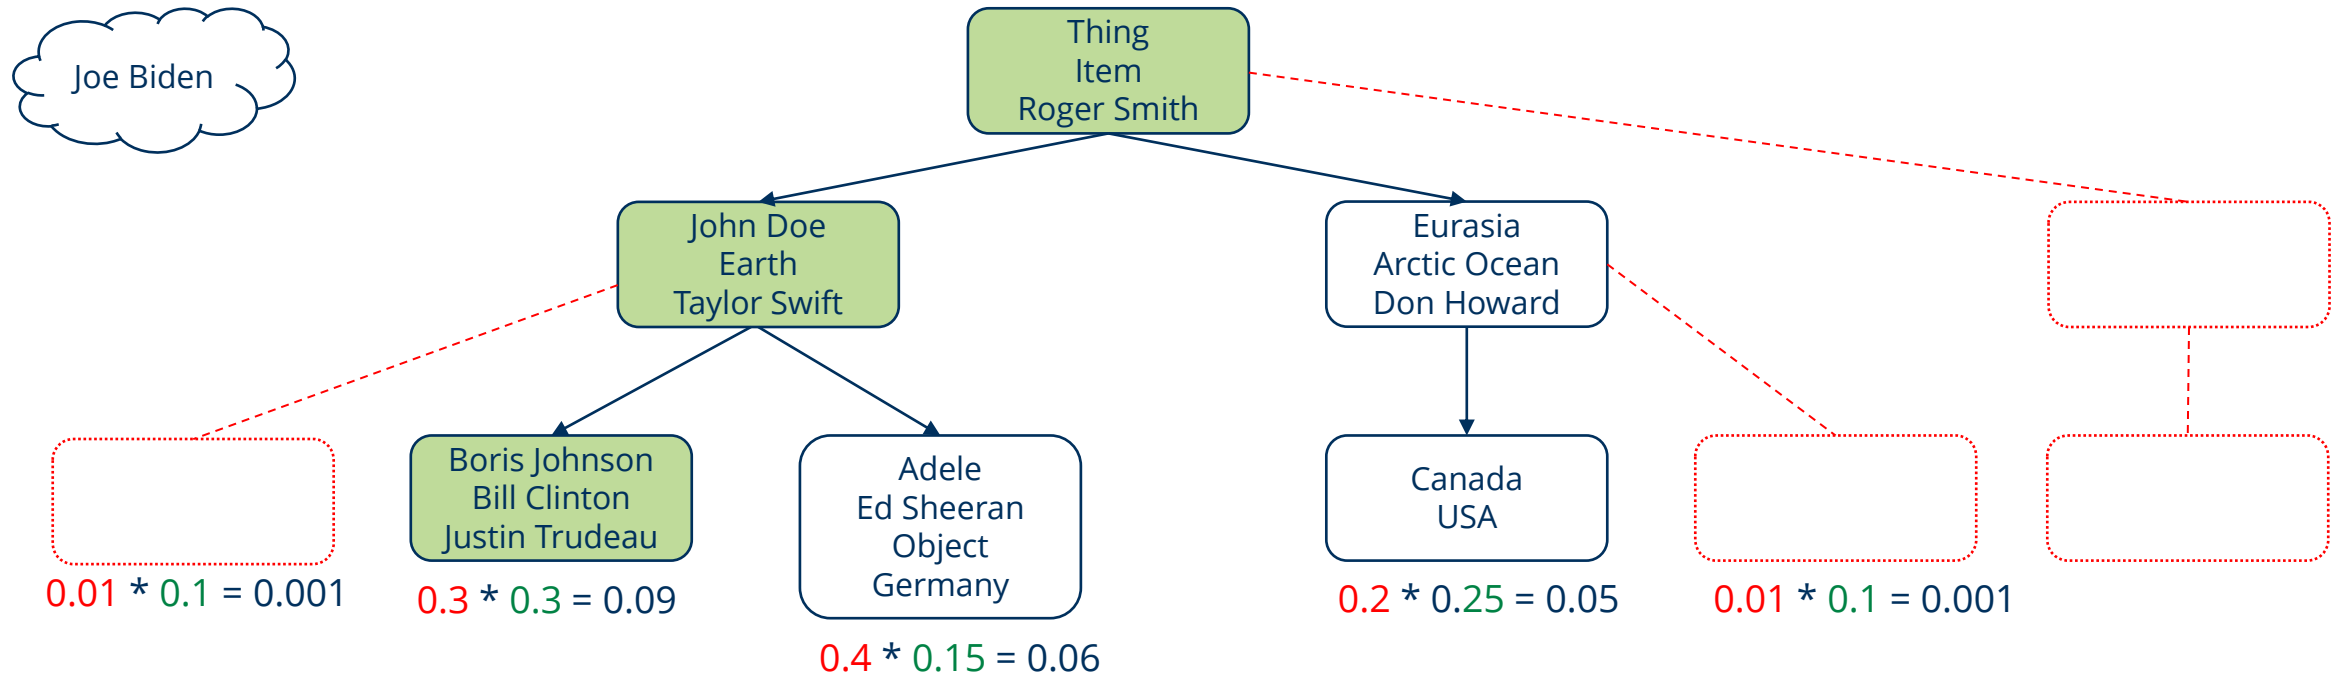 Joe Biden
Thing
Item
Roger Smith
John Doe
Earth
Taylor Swift
Eurasia
Arctic Ocean
Don Howard
Boris Johnson
Bill Clinton
Justin Trudeau
Adele
Ed Sheeran
Object
Germany
Canada
USA
0.01 * 0.1 = 0.001
0.3 * 0.3 = 0.09
0.4 * 0.15 = 0.06
0.2 * 0.25 = 0.05
0.01 * 0.1 = 0.001